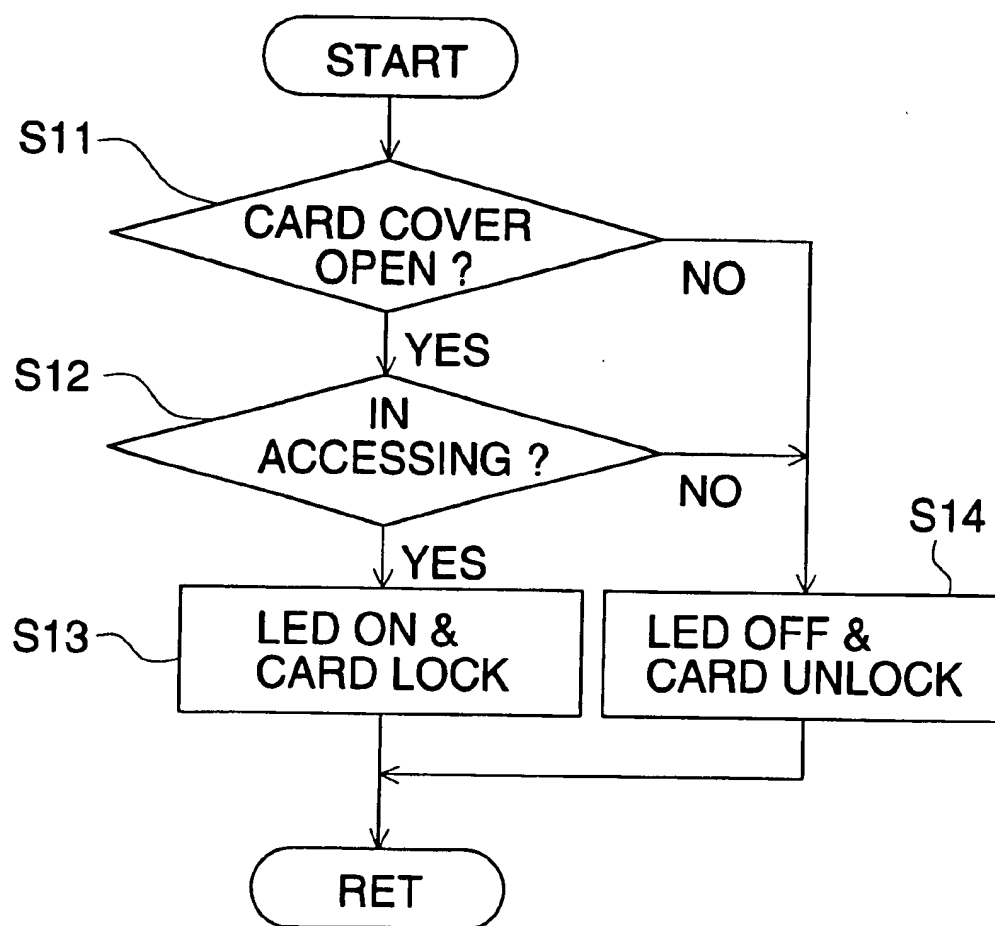 START
S11
CARD COVER
OPEN ?
NO
YES
S12
IN
ACCESSING ?
NO
YES
S14
S13
LED ON &
CARD LOCK
LED OFF &
CARD UNLOCK
RET